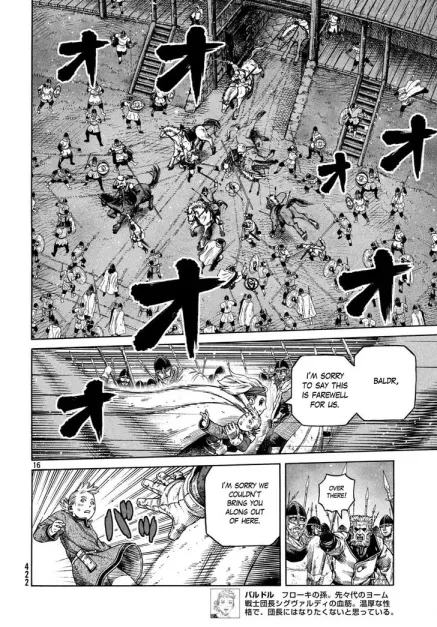 オ
オ
オ
オ
オ
BALDR,
I'M SORRY
TO SAY THIS
IS FAREWELL
FOR US.
16
I'M SORRY
WE COULDN'T
BRING YOU
ALONG OUT
OF HERE.
バッ
OVER
THERE!
422
バルドル フローキの孫。先々代のヨーム
戦士団長シグヴァルディの血筋。温厚な性
格で、団長にはなりたくないと思っている。